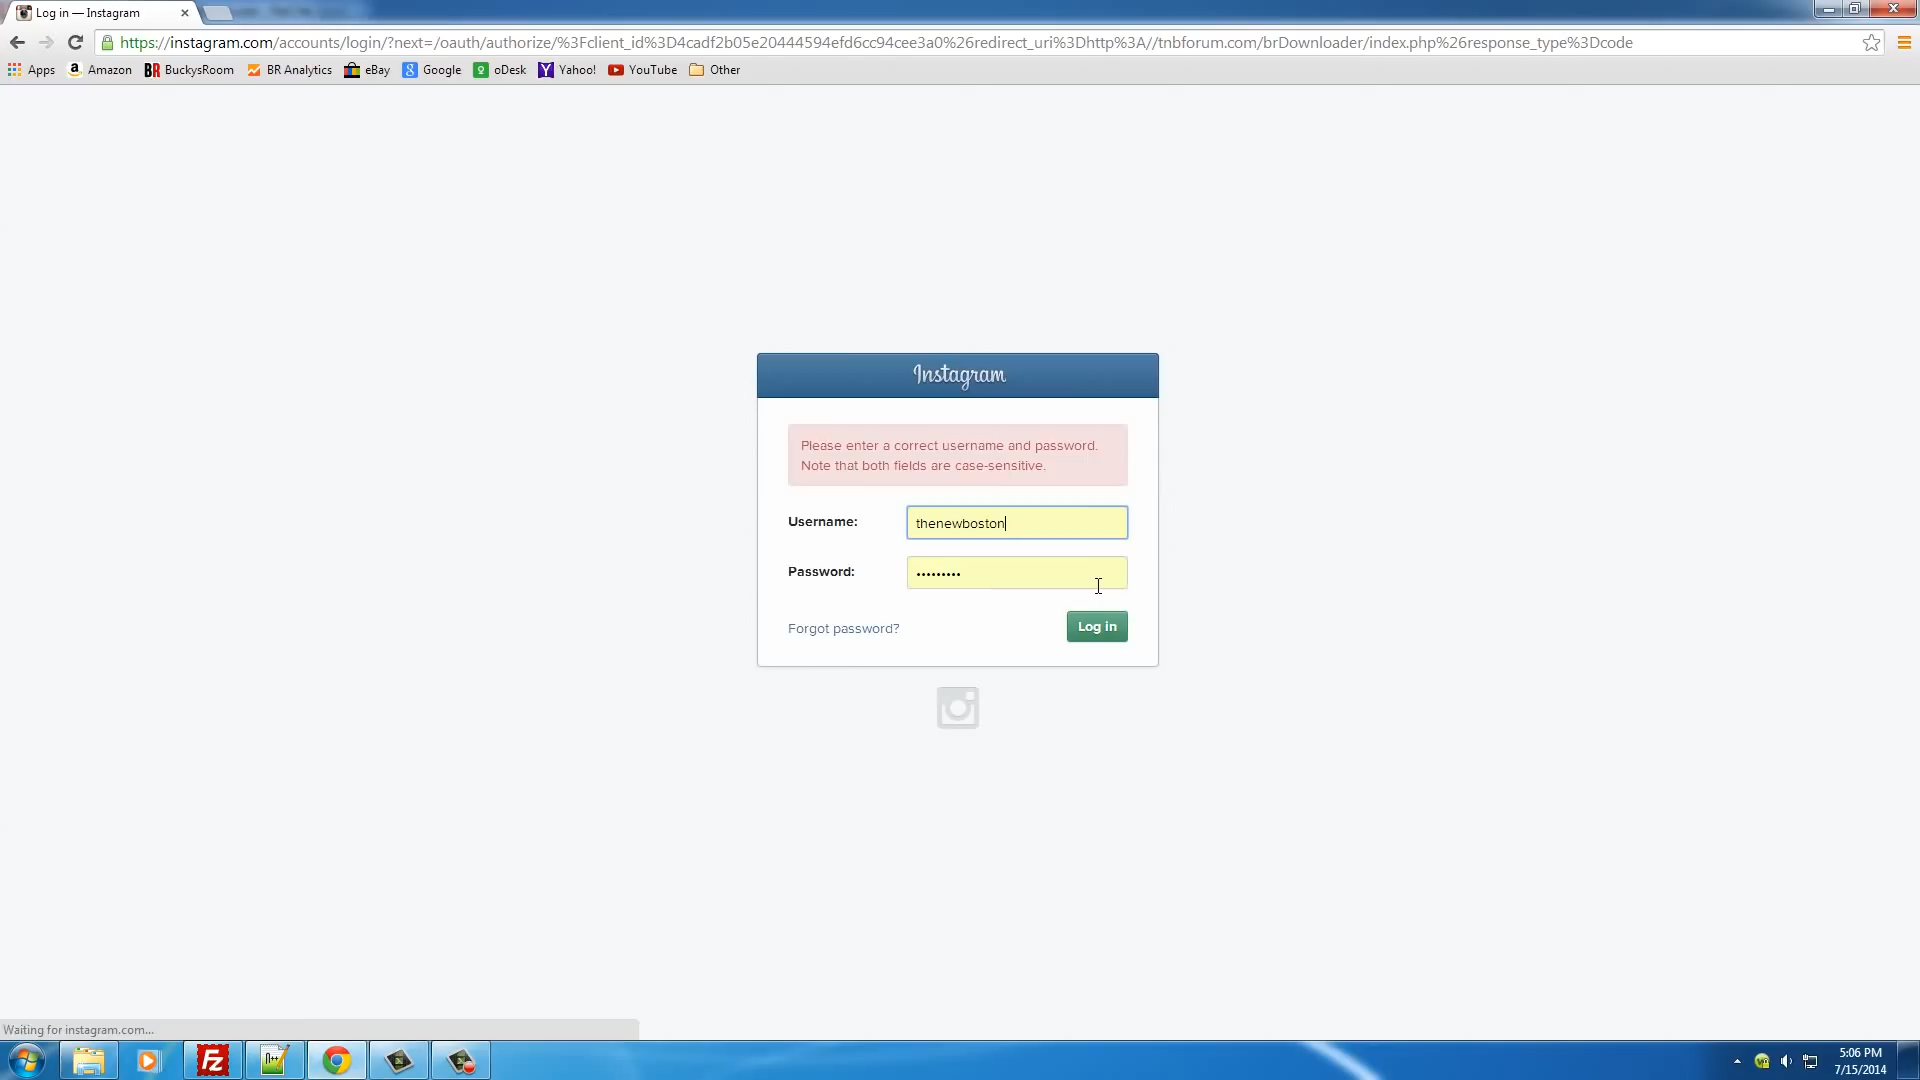 Log in — Instagram
https://instagram.com/accounts/login/?next=/oauth/authorize/%3Fclient_id%3D4cadf2b05e20444594efd6cc94cee3a0%26redirect_uri%3Dhttp%3A//tnbforum.com/brDownloader/index.php%26response_type%3Dcode
Apps Amazon BR BuckysRoom BR Analytics eBay Google oDesk Yahoo! YouTube Other
Instagram
Please enter a correct username and password.
Note that both fields are case-sensitive.
Username: thenewboston
Password: •••••••••
Forgot password? Log in
Waiting for instagram.com...
5:06 PM
7/15/2014